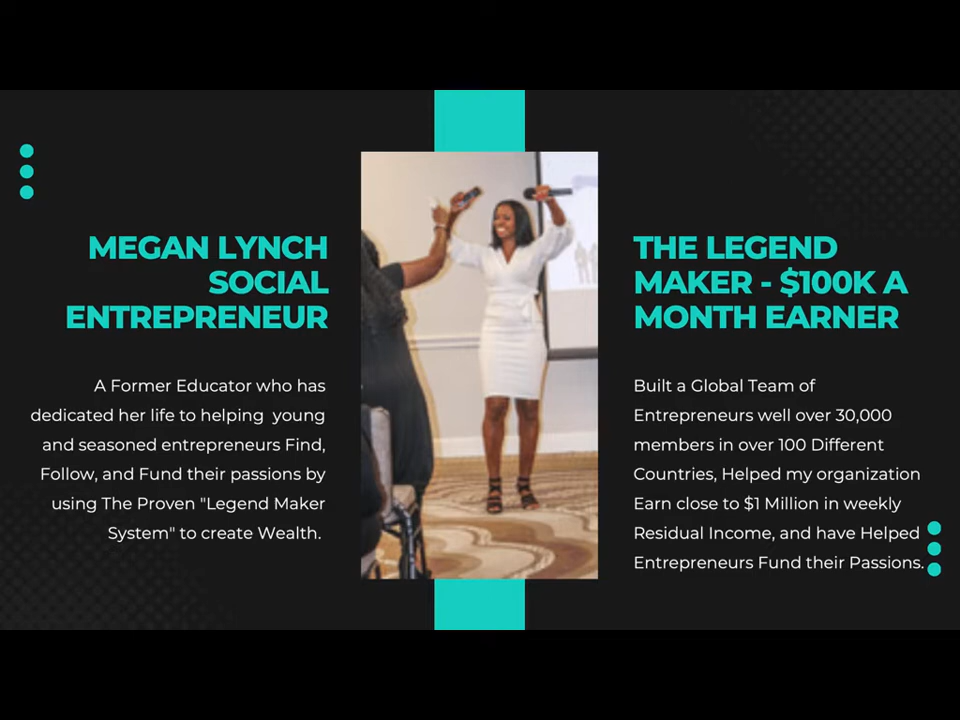 MEGAN LYNCH
SOCIAL
ENTREPRENEUR
A Former Educator who has
dedicated her life to helping young
and seasoned entrepreneurs Find,
Follow, and Fund their passions by
using The Proven "Legend Maker
System" to create Wealth.
THE LEGEND
MAKER - $100K A
MONTH EARNER
Built a Global Team of
Entrepreneurs well over 30,000
members in over 100 Different
Countries, Helped my organization
Earn close to $1 Million in weekly
Residual Income, and have Helped
Entrepreneurs Fund their Passions.